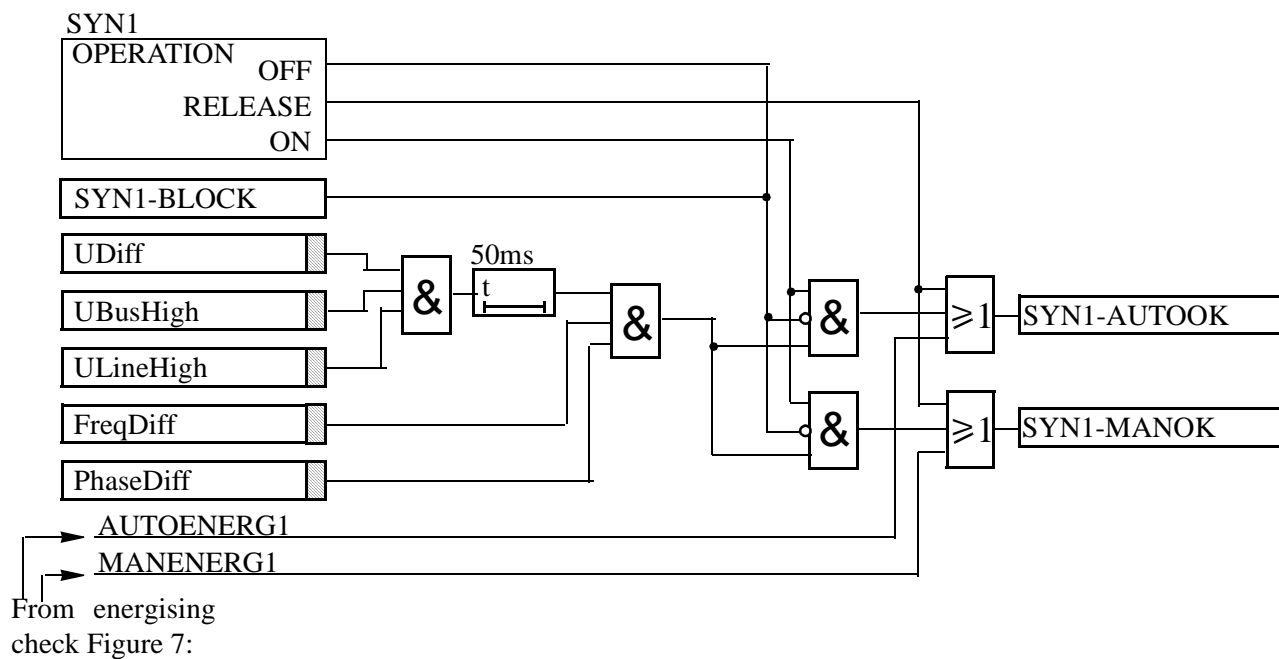 SYN1
OPERATION
OFF
RELEASE
ON
SYN1-BLOCK
UDiff
50ms
t
UBusHigh
&
&
&
≥1
SYN1-AUTOOK
ULineHigh
FreqDiff
&
≥1
SYN1-MANOK
PhaseDiff
AUTOENERG1
MANENERG1
From energising
check Figure 7: